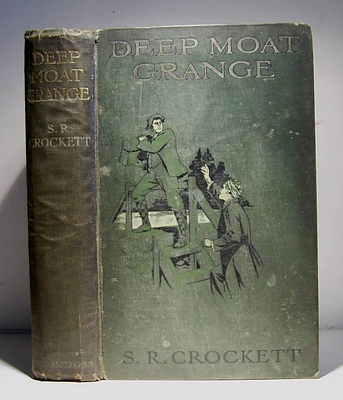 DEEP
MOAT
GRANGE
S. R.
CROCKETT
DEEP MOAT
GRANGE
S. R. CROCKETT